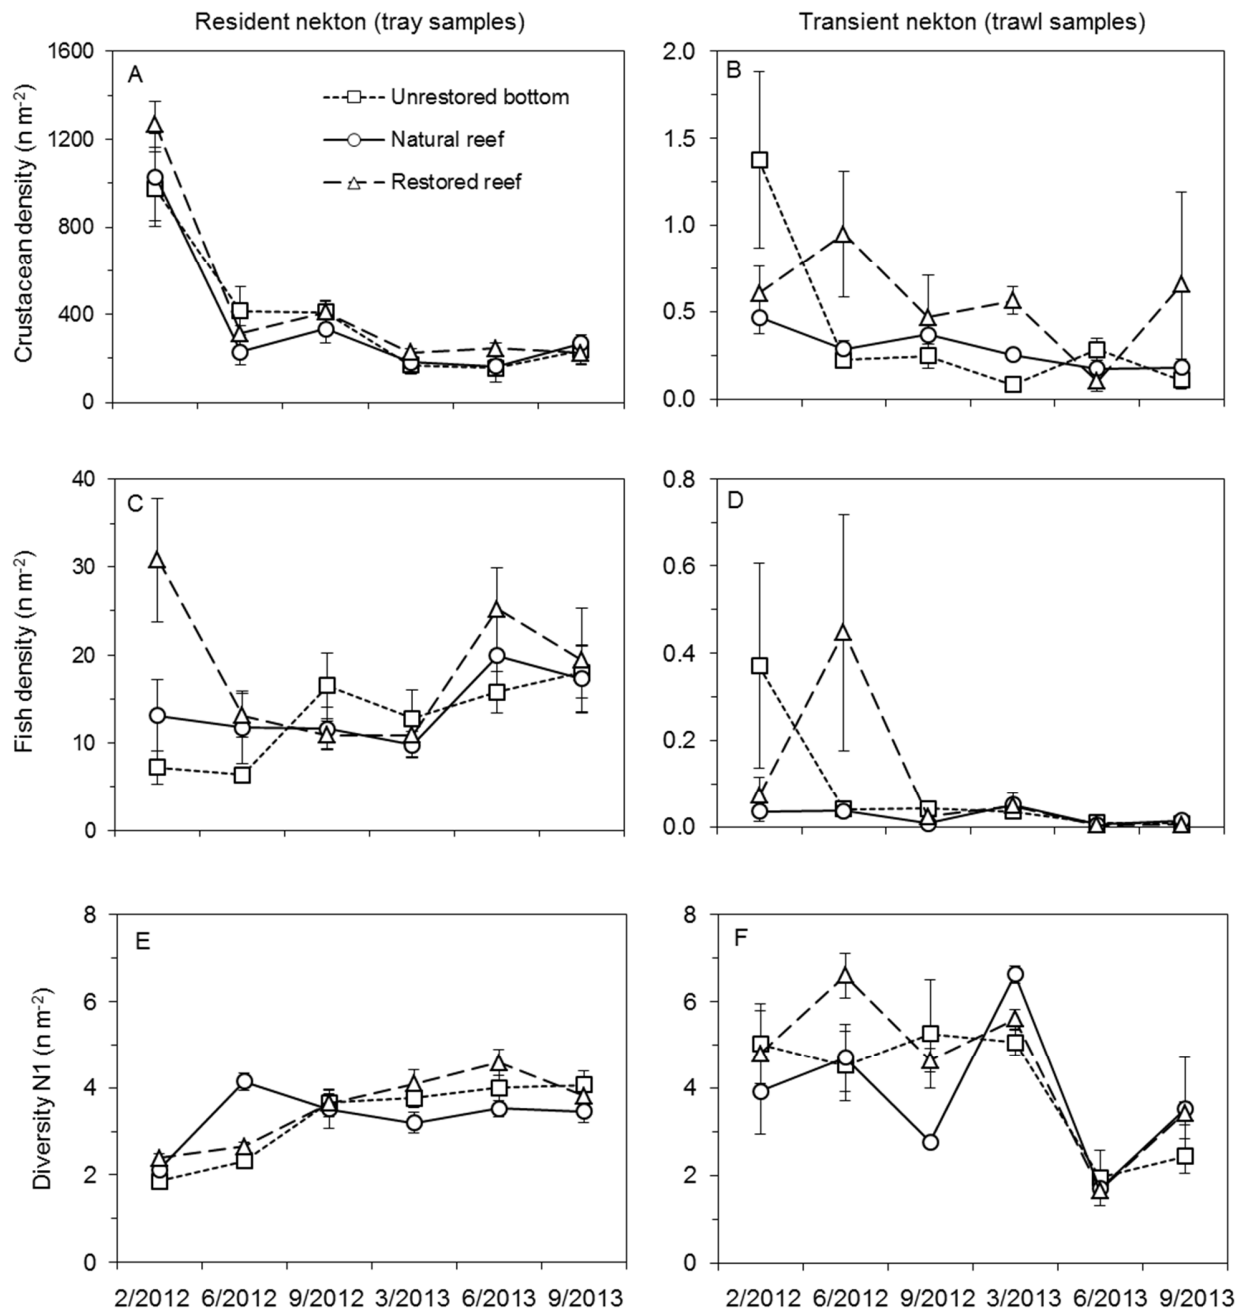 Resident nekton (tray samples)
Transient nekton (trawl samples)
A
Unrestored bottom
Natural reef
Restored reef
Crustacean density (n m-2)
1600
1200
800
400
0
B
2.0
1.5
1.0
0.5
0.0
C
Fish density (n m-2)
40
30
20
10
0
D
0.8
0.6
0.4
0.2
0.0
E
Diversity N1 (n m-2)
8
6
4
2
0
2/2012 6/2012 9/2012 3/2013 6/2013 9/2013
F
8
6
4
2
0
2/2012 6/2012 9/2012 3/2013 6/2013 9/2013